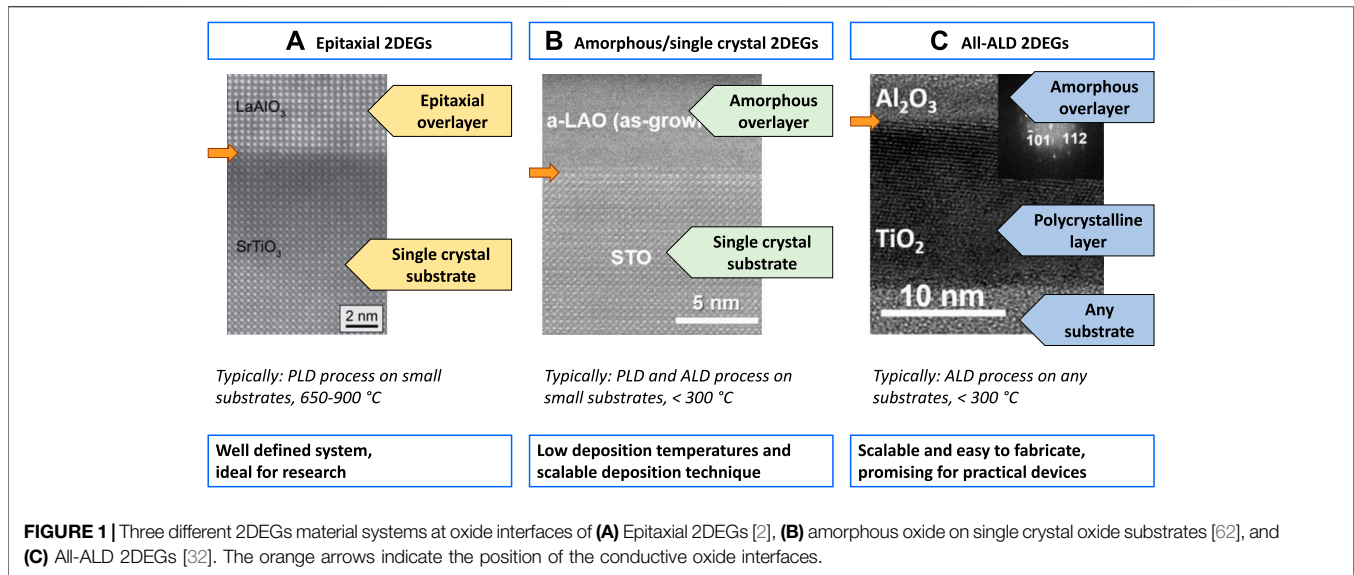 A Epitaxial 2DEGs
LaAlO₃
Epitaxial
overlayer
SrTiO₃
Single crystal
substrate
2 nm
Typically: PLD process on small
substrates, 650-900 °C
Well defined system,
ideal for research
B Amorphous/single crystal 2DEGs
a-LAO (as-grow
Amorphous
overlayer
STO
Single crystal
substrate
5 nm
Typically: PLD and ALD process on
small substrates, < 300 °C
Low deposition temperatures and
scalable deposition technique
C All-ALD 2DEGs
Al₂O₃
Amorphous
overlayer
1̄01 112
Polycrystalline
layer
TiO₂
10 nm
Any
substrate
Typically: ALD process on any
substrates, < 300 °C
Scalable and easy to fabricate,
promising for practical devices
FIGURE 1 | Three different 2DEGs material systems at oxide interfaces of (A) Epitaxial 2DEGs [2], (B) amorphous oxide on single crystal oxide substrates [62], and
(C) All-ALD 2DEGs [32]. The orange arrows indicate the position of the conductive oxide interfaces.